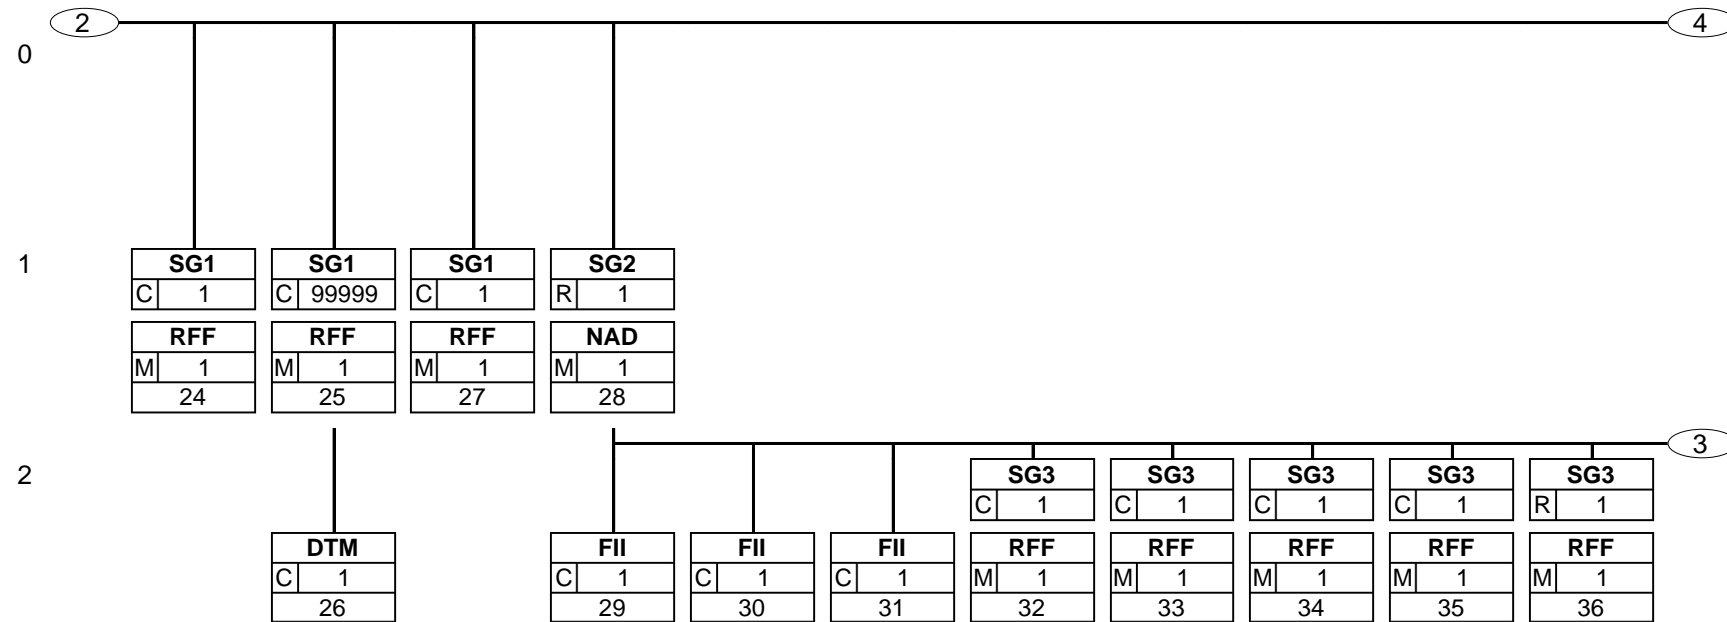 2 4
0
1 SG1 SG1 SG1 SG2
C 1 C 99999 C 1 R 1
RFF RFF RFF NAD
M 1 M 1 M 1 M 1
24 25 27 28
3
2 SG3 SG3 SG3 SG3 SG3
C 1 C 1 C 1 C 1 R 1
DTM FII FII FII RFF RFF RFF RFF RFF
C 1 C 1 C 1 C 1 M 1 M 1 M 1 M 1 M 1
26 29 30 31 32 33 34 35 36